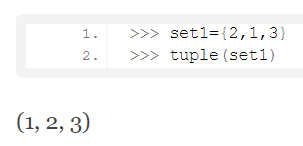 1. >>> set1={2,1,3}
2. >>> tuple(set1)
(1, 2, 3)